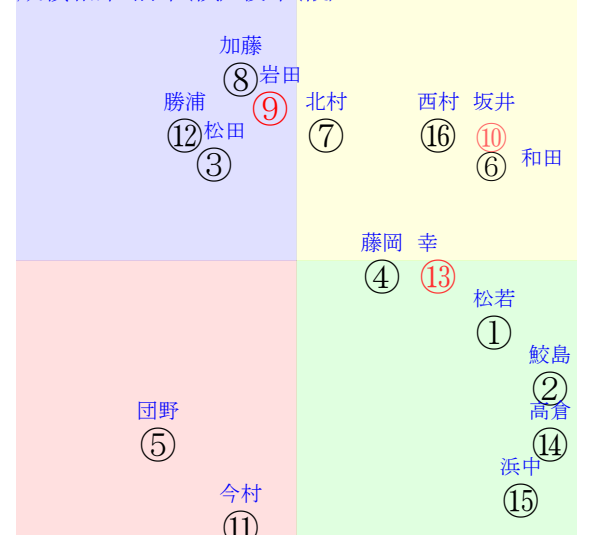 加藤
⑧ 岩田
⑨
勝浦
⑫ 松田
③
北村
⑦
西村
⑯
坂井
⑩
⑥ 和田
藤岡
④
幸
⑬
松若
①
鮫島
②
高倉
⑭
浜中
⑮
団野
⑤
今村
⑪